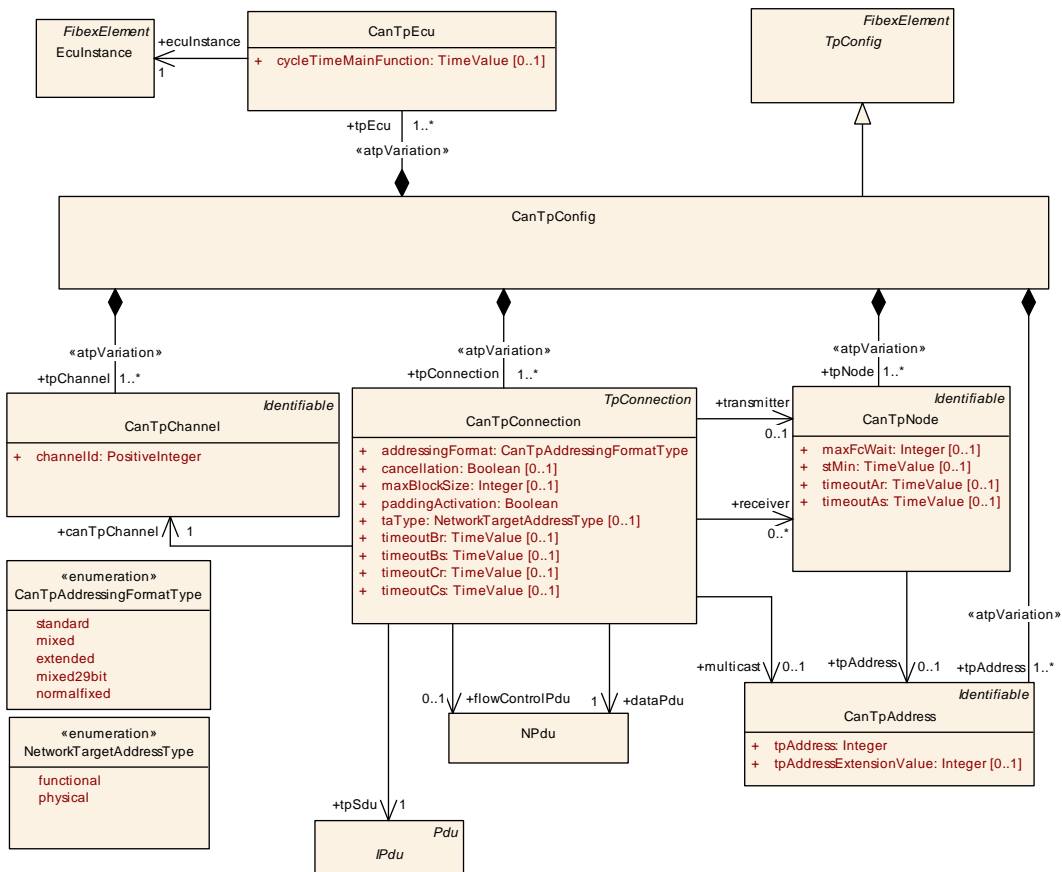 FibexElement
EcuInstance
+ecuInstance
1
CanTpEcu
+ cycleTimeMainFunction: TimeValue [0..1]
FibexElement
TpConfig
+tpEcu 1..*
«atpVariation»
CanTpConfig
«atpVariation»
+tpChannel 1..*
«atpVariation»
+tpConnection 1..*
«atpVariation»
+tpNode 1..*
Identifiable
CanTpChannel
+ channelId: PositiveInteger
+canTpChannel 1
TpConnection
CanTpConnection
+ addressingFormat: CanTpAddressingFormatType
+ cancellation: Boolean [0..1]
+ maxBlockSize: Integer [0..1]
+ paddingActivation: Boolean
+ taType: NetworkTargetAddressType [0..1]
+ timeoutBr: TimeValue [0..1]
+ timeoutBs: TimeValue [0..1]
+ timeoutCr: TimeValue [0..1]
+ timeoutCs: TimeValue [0..1]
+transmitter
0..1
+receiver
0..*
Identifiable
CanTpNode
+ maxFcWait: Integer [0..1]
+ stMin: TimeValue [0..1]
+ timeoutAr: TimeValue [0..1]
+ timeoutAs: TimeValue [0..1]
«enumeration»
CanTpAddressingFormatType
standard
mixed
extended
mixed29bit
normalfixed
«atpVariation»
+multicast 0..1
+tpAddress 0..1
+tpAddress 1..*
0..1 +flowControlPdu
1 +dataPdu
NPdu
Identifiable
CanTpAddress
+ tpAddress: Integer
+ tpAddressExtensionValue: Integer [0..1]
«enumeration»
NetworkTargetAddressType
functional
physical
+tpSdu 1
Pdu
IPdu